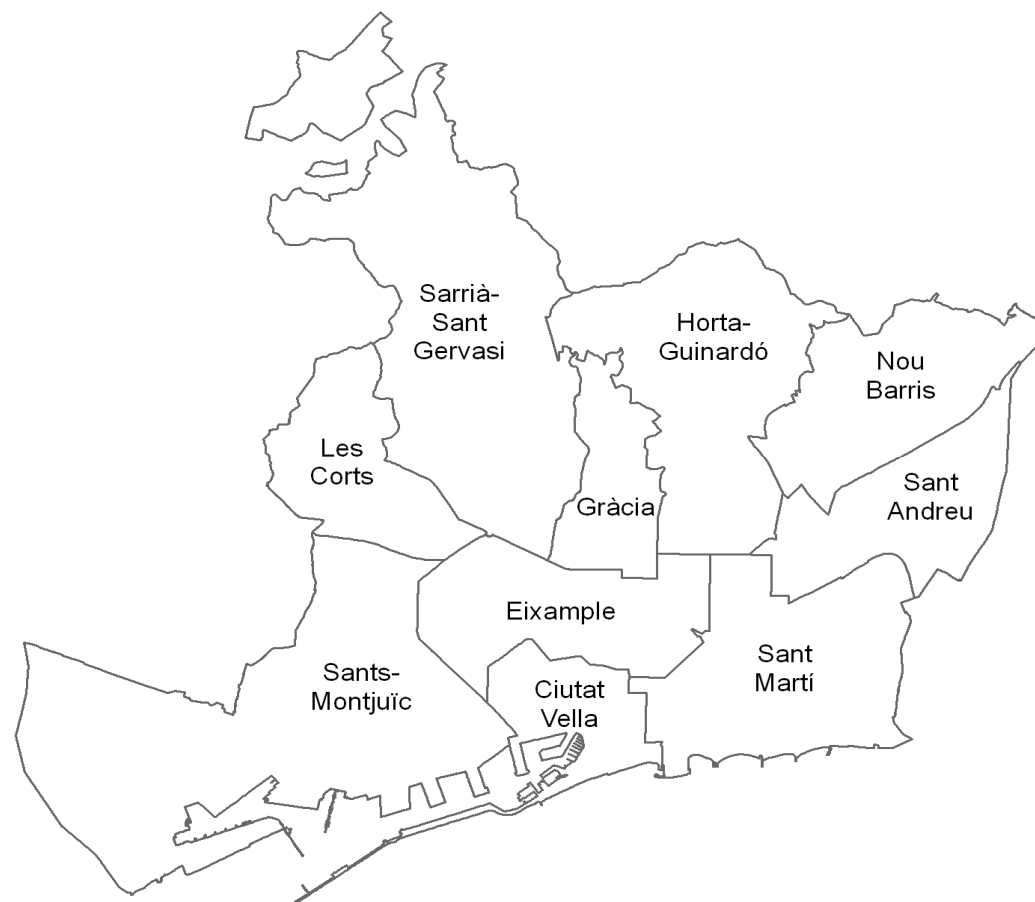 Sarrià-
Sant
Gervasi
Horta-
Guinardó
Nou
Barris
Les
Corts
Gràcia
Sant
Andreu
Eixample
Sants-
Montjuïc
Ciutat
Vella
Sant
Martí